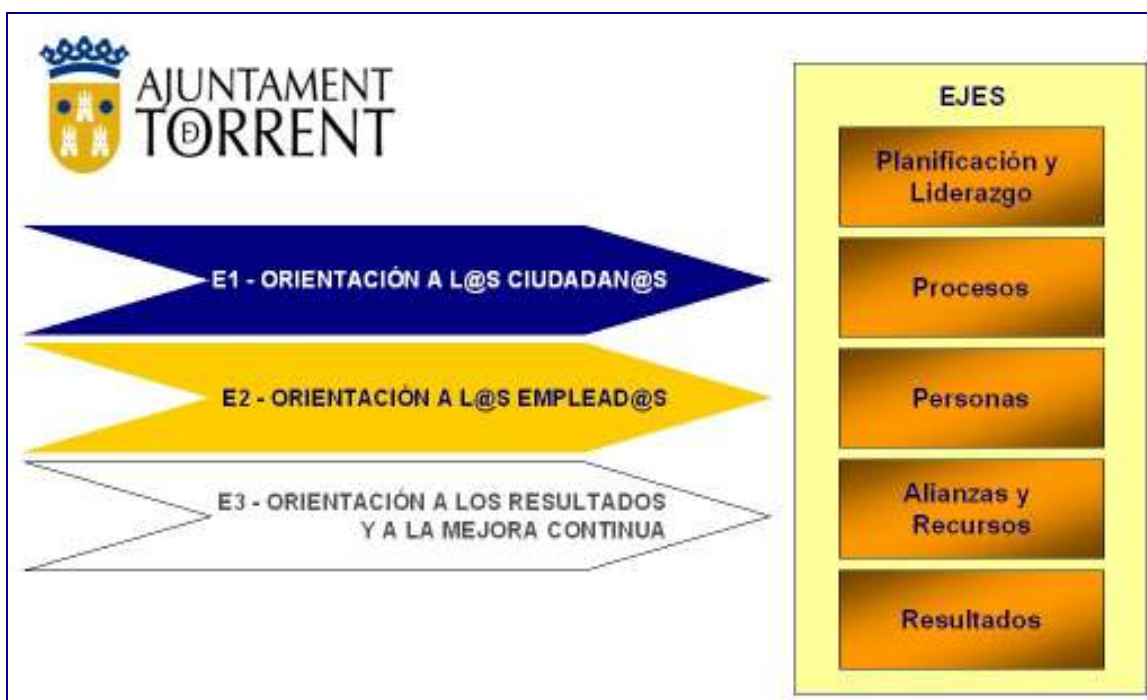 AJUNTAMENT
DE TORRENT
E1 - ORIENTACIÓN A L@S CIUDADAN@S
E2 - ORIENTACIÓN A L@S EMPLEAD@S
E3 - ORIENTACIÓN A LOS RESULTADOS
Y A LA MEJORA CONTINUA
EJES
Planificación y
Liderazgo
Procesos
Personas
Alianzas y
Recursos
Resultados